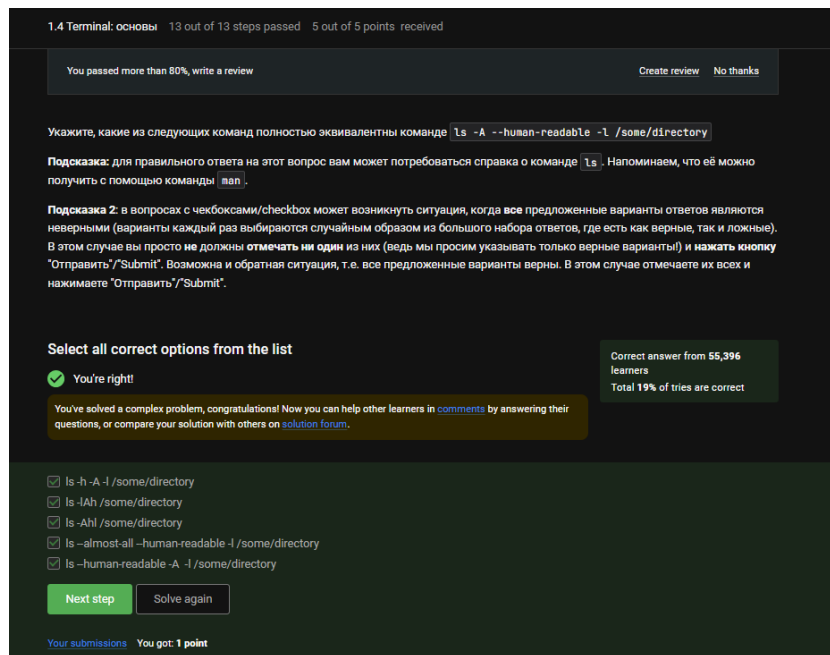 1.4 Terminal: основы 13 out of 13 steps passed 5 out of 5 points received
You passed more than 80%, write a review Create review No thanks
Укажите, какие из следующих команд полностью эквивалентны команде ls -A --human-readable -l /some/directory
Подсказка: для правильного ответа на этот вопрос вам может потребоваться справка о команде ls . Напоминаем, что её можно
получить с помощью команды man .
Подсказка 2: в вопросах с чекбоксами/checkbox может возникнуть ситуация, когда все предложенные варианты ответов являются
неверными (варианты каждый раз выбираются случайным образом из большого набора ответов, где есть как верные, так и ложные).
В этом случае вы просто не должны отмечать ни один из них (ведь мы просим указывать только верные варианты!) и нажать кнопку
"Отправить"/"Submit". Возможна и обратная ситуация, т.е. все предложенные варианты верны. В этом случае отмечаете их всех и
нажимаете "Отправить"/"Submit".
Select all correct options from the list
You're right!
You've solved a complex problem, congratulations! Now you can help other learners in comments by answering their
questions, or compare your solution with others on solution forum.
Correct answer from 55,396
learners
Total 19% of tries are correct
ls -h -A -l /some/directory
ls -lAh /some/directory
ls -Ahl /some/directory
ls --almost-all --human-readable -l /some/directory
ls --human-readable -A -l /some/directory
Next step Solve again
Your submissions You got: 1 point